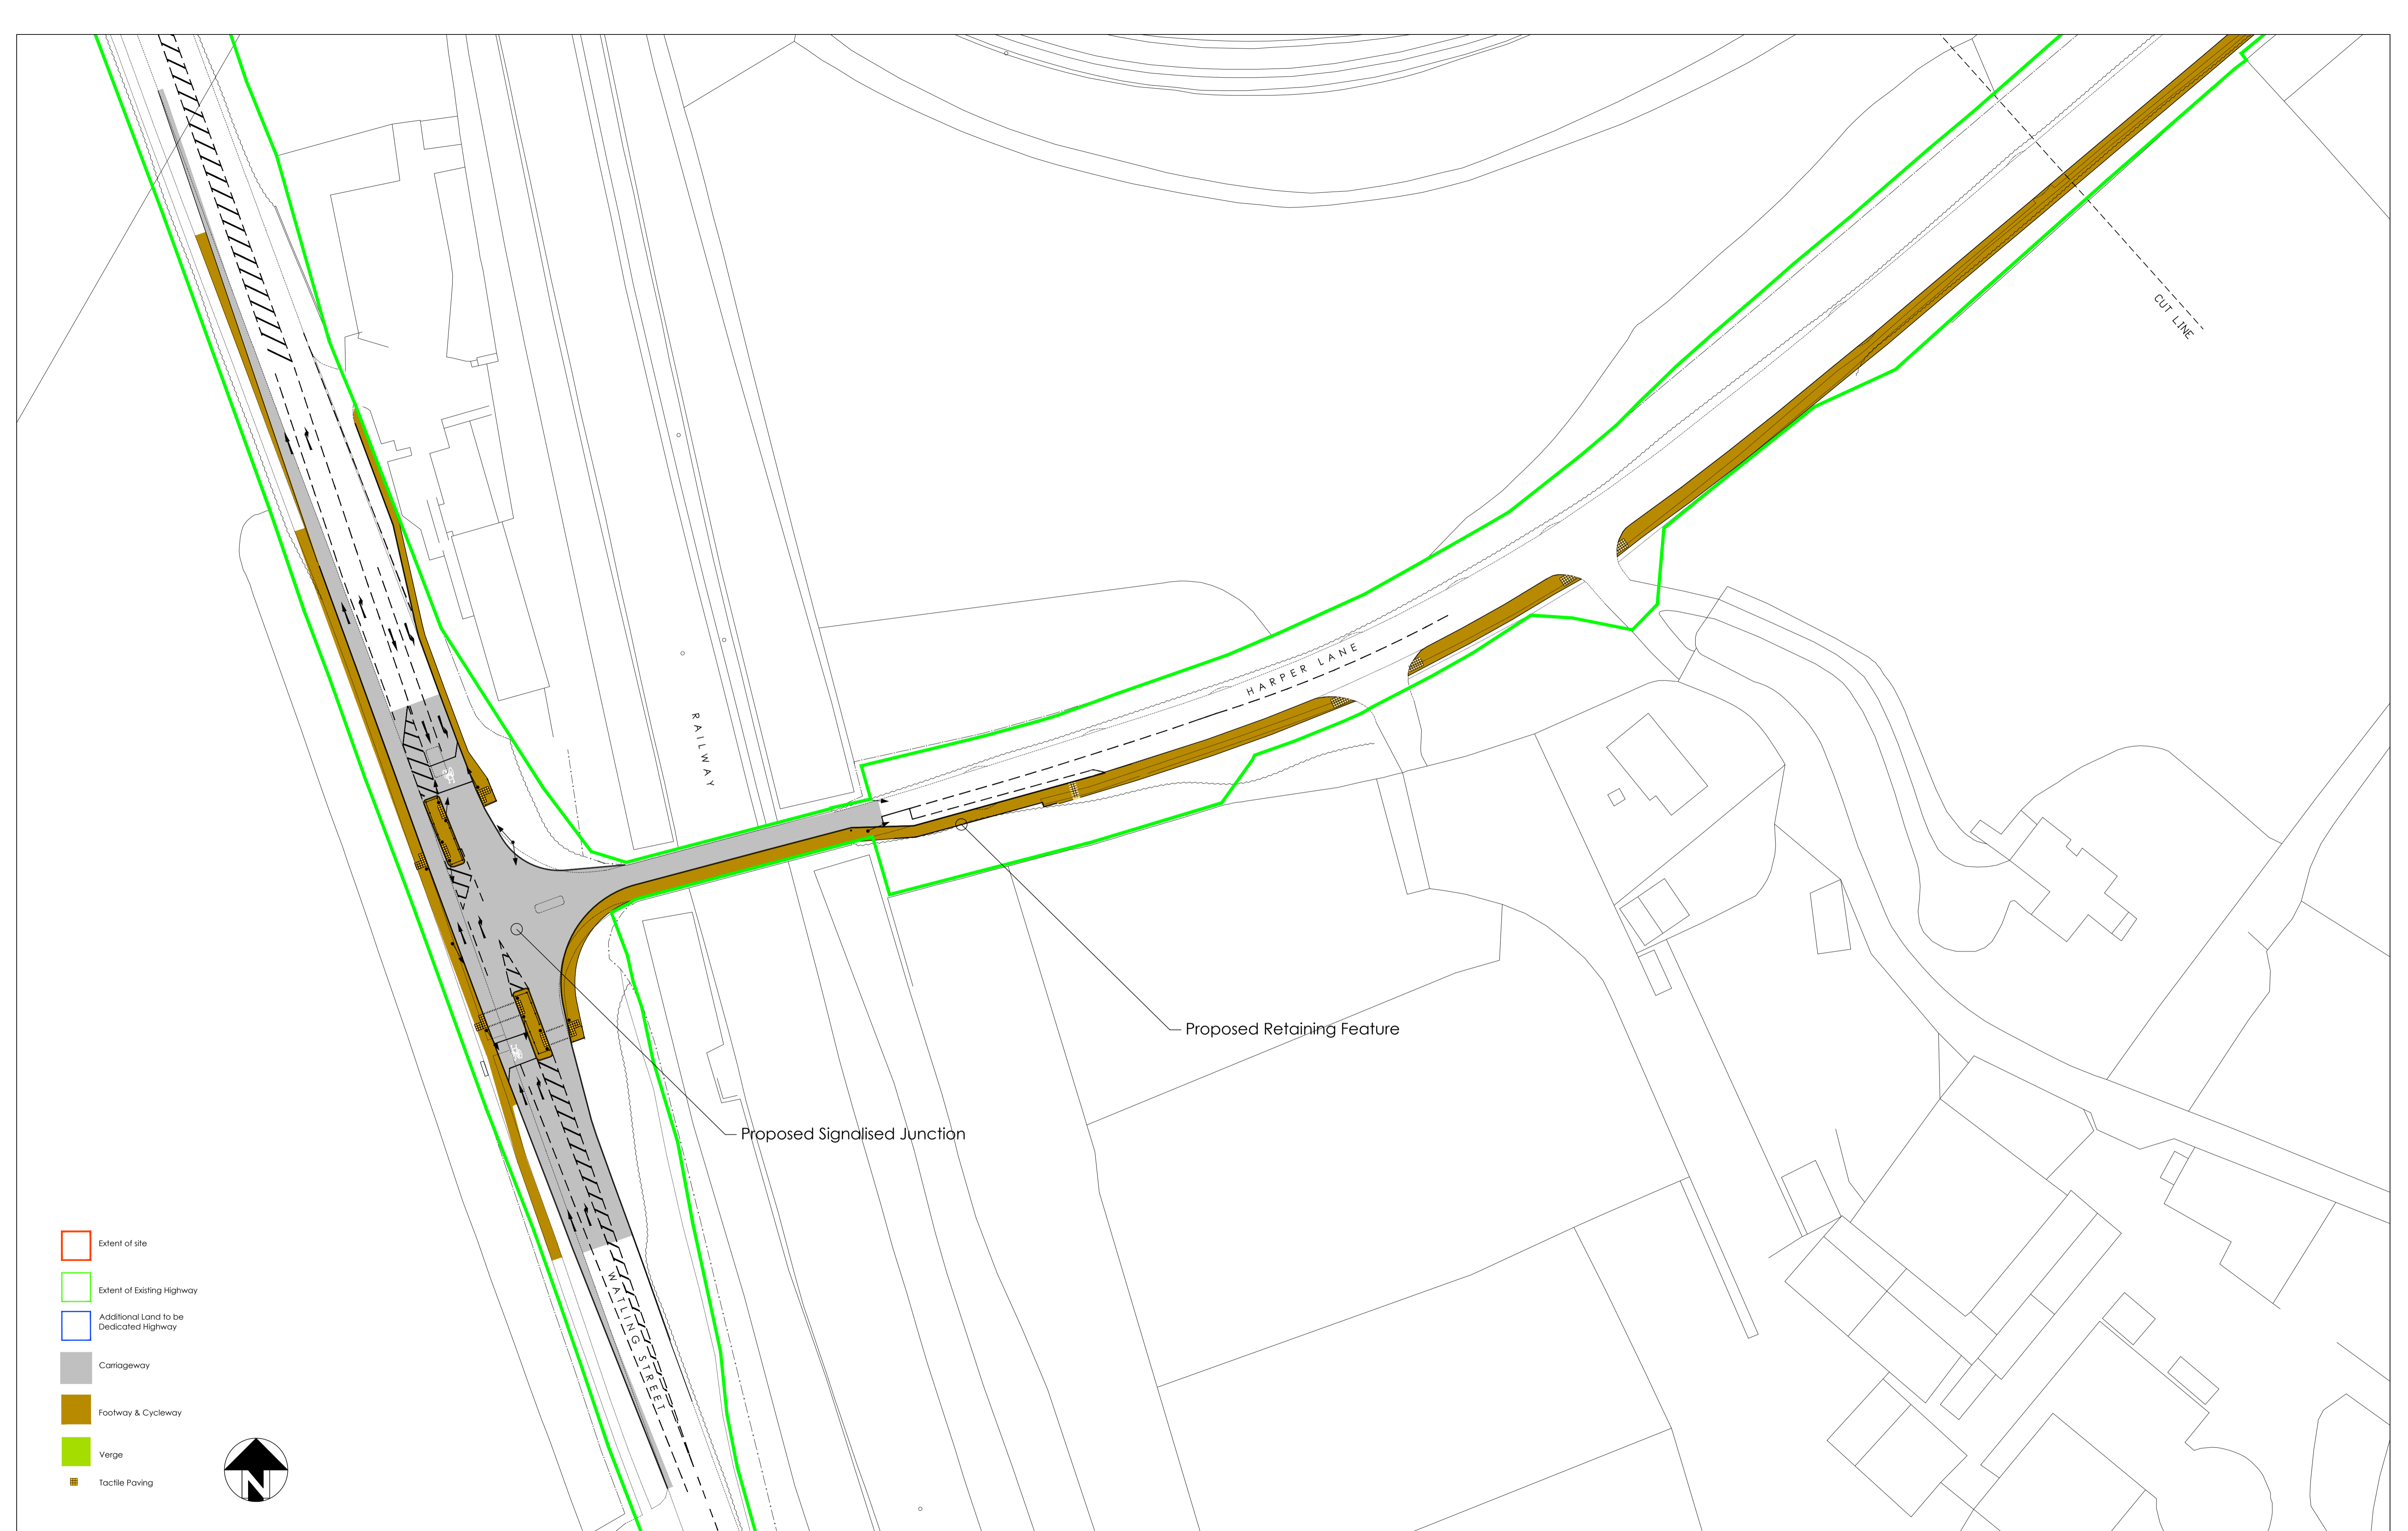 CUT LINE
HARPER LANE
RAILWAY
Proposed Retaining Feature
Proposed Signalised Junction
WATLING STREET
Extent of site
Extent of Existing Highway
Additional Land to be
Dedicated Highway
Carriageway
Footway & Cycleway
Verge
Tactile Paving
N